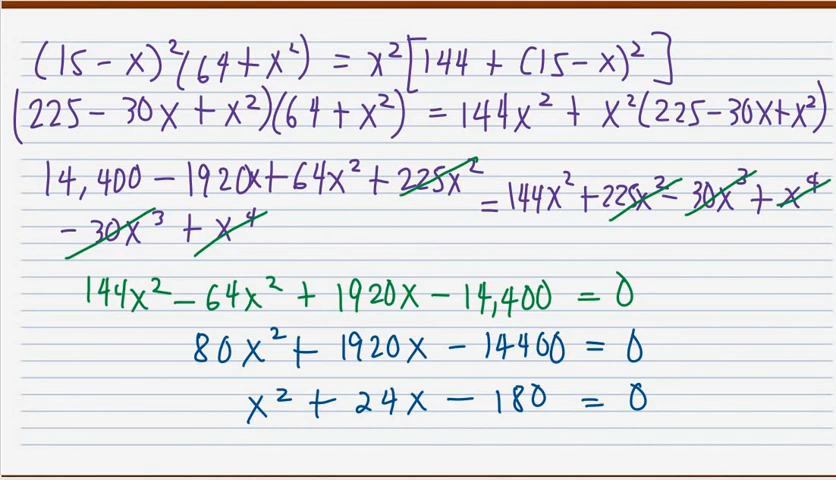 (15 - x)²(64 + x²) = x²[144 + (15 - x)²]
(225 - 30x + x²)(64 + x²) = 144x² + x²(225 - 30x + x²)
14,400 - 1920x + 64x² + 225x²
= 144x² + 225x² - 30x³ + x⁴
- 30x³ + x⁴
144x² - 64x² + 1920x - 14,400 = 0
80x² + 1920x - 14400 = 0
x² + 24x - 180 = 0